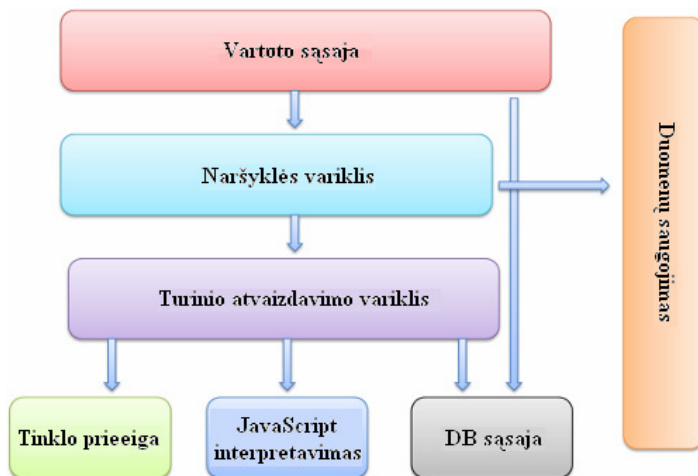 Vartoto sąsaja
Naršyklės variklis
Turinio atvaizdavimo variklis
Tinklo prieeiga
JavaScript
interpretavimas
DB sąsaja
Duomenų saugojimas